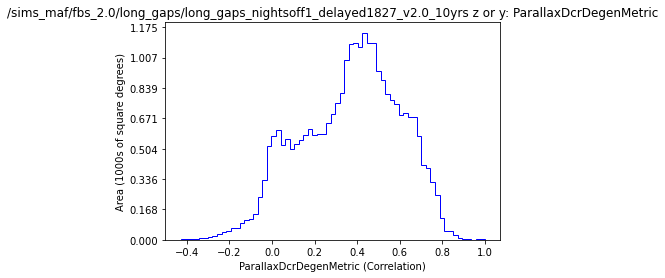 /sims_maf/fbs_2.0/long_gaps/long_gaps_nightsoff1_delayed1827_v2.0_10yrs z or y: ParallaxDcrDegenMetric
1.175
1.007
0.839
0.671
0.504
0.336
0.168
0.000
Area (1000s of square degrees)
−0.4 −0.2 0.0 0.2 0.4 0.6 0.8 1.0
ParallaxDcrDegenMetric (Correlation)